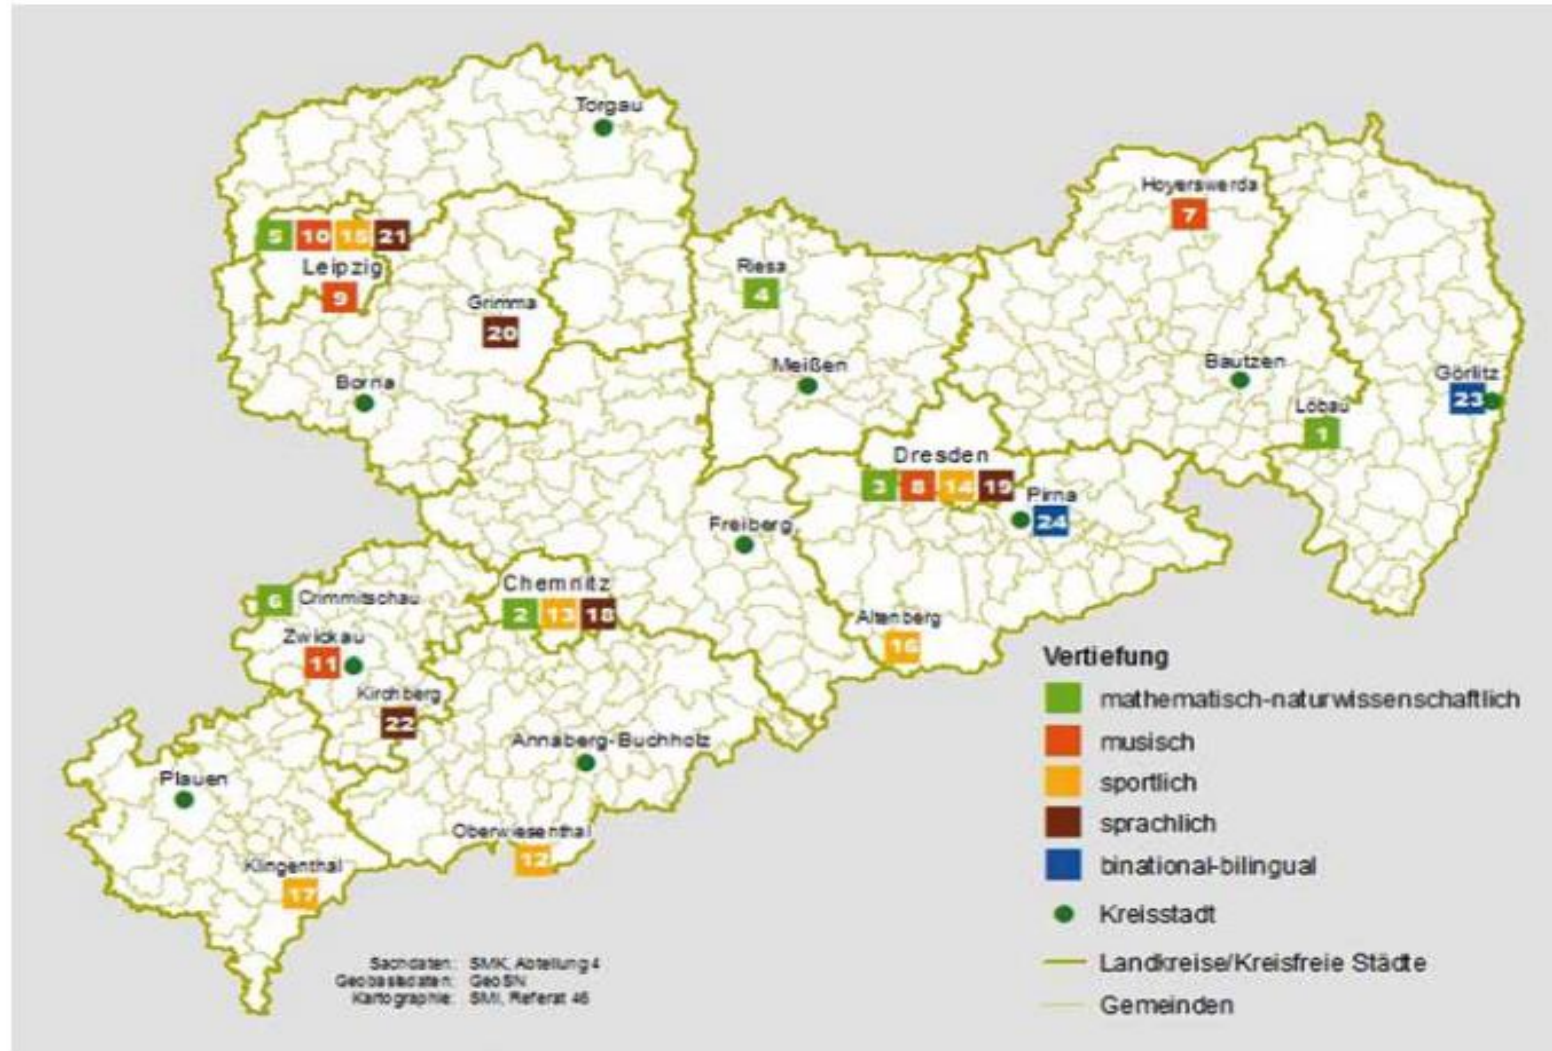 Torgau
Hoyerswerda
7
5 10 15 21
Leipzig
9
Riesa
4
Grimma
20
Meißen
Bautzen
Görlitz
23
Borna
Löbau
1
Dresden
3 8 14 19
Pirna
24
Freiberg
Chemnitz
2 13 18
6 Crimmitschau
Altenberg
16
Zwickau
11
Kirchberg
22
Annaberg-Buchholz
Plauen
Oberwiesenthal
12
Klingenthal
17
Vertiefung
mathematisch-naturwissenschaftlich
musisch
sportlich
sprachlich
binational-bilingual
Kreisstadt
Landkreise/Kreisfreie Städte
Gemeinden
Sachdaten: SMK, Abteilung 4
Geobasisdaten: GeoSN
Kartographie: SMI, Referat 46